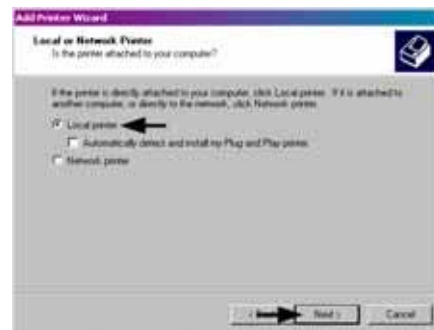 Add Printer Wizard
Local or Network Printer
Is the printer attached to your computer?
If the printer is directly attached to your computer, click Local printer. If it is attached to
another computer, or directly to the network, click Network printer.
Local printer
Automatically detect and install my Plug and Play printer
Network printer
<
Next >
Cancel